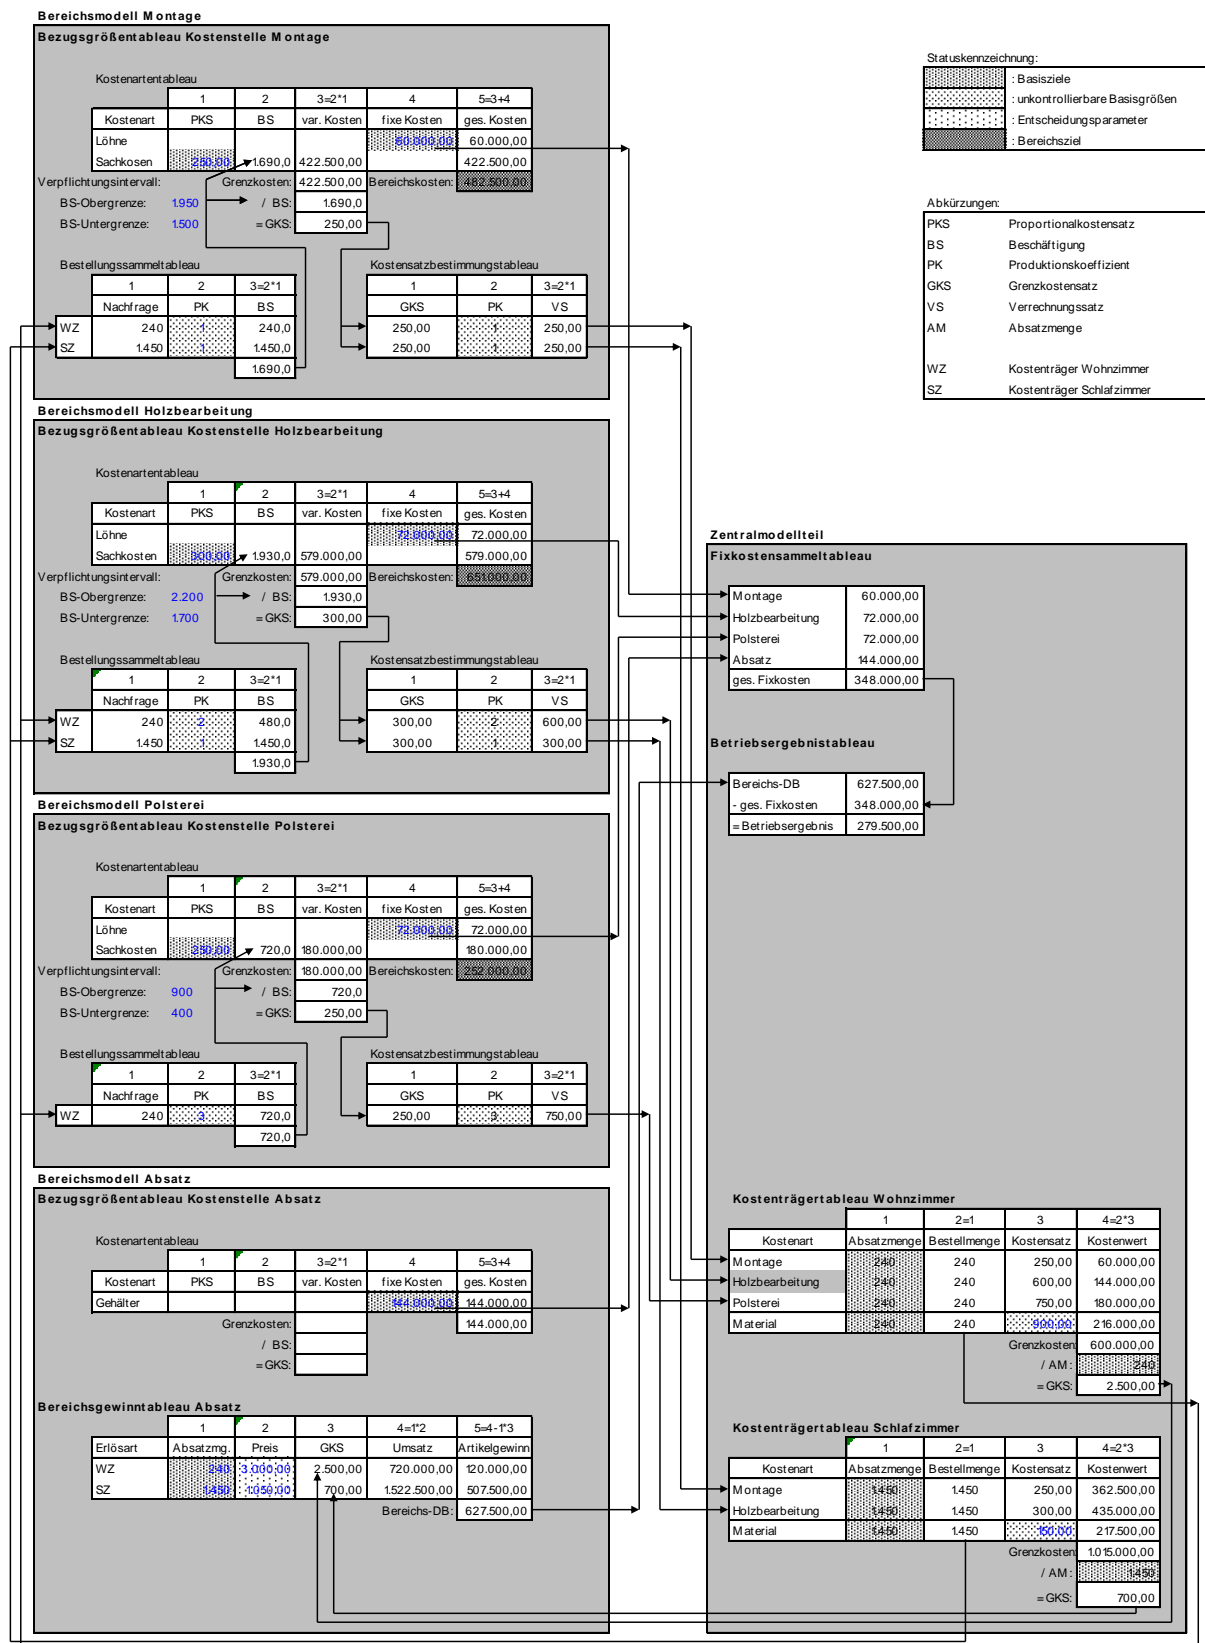 Bereichsmodell Montage
Bezugsgrößentableau Kostenstelle Montage
Kostenartentableau
1 2 3=2*1 4 5=3+4
Kostenart PKS BS var. Kosten fixe Kosten ges. Kosten
Löhne 60.000,00 60.000,00
Sachkosen 250,00 1.690,0 422.500,00 422.500,00
Verpflichtungsintervall: Grenzkosten: 422.500,00 Bereichskosten: 482.500,00
BS-Obergrenze: 1.950 / BS: 1.690,0
BS-Untergrenze: 1.500 =GKS: 250,00
Bestellungssammeltableau Kostensatzbestimmungstableau
1 2 3=2*1 1 2 3=2*1
Nachfrage PK BS GKS PK VS
WZ 240 1 240,0 250,00 1 250,00
SZ 1.450 1 1.450,0 250,00 1 250,00
1.690,0
Statuskennzeichnung:
: Basisziele
: unkontrollierbare Basisgrößen
: Entscheidungsparameter
: Bereichsziel
Abkürzungen:
PKS Proportionalkostensatz
BS Beschäftigung
PK Produktionskoeffizient
GKS Grenzkostensatz
VS Verrechnungssatz
AM Absatzmenge
WZ Kostenträger Wohnzimmer
SZ Kostenträger Schlafzimmer
Bereichsmodell Holzbearbeitung
Bezugsgrößentableau Kostenstelle Holzbearbeitung
Kostenartentableau
1 2 3=2*1 4 5=3+4
Kostenart PKS BS var. Kosten fixe Kosten ges. Kosten
Löhne 72.000,00 72.000,00
Sachkosten 300,00 1.930,0 579.000,00 579.000,00
Verpflichtungsintervall: Grenzkosten: 579.000,00 Bereichskosten: 651.000,00
BS-Obergrenze: 2.200 / BS: 1.930,0
BS-Untergrenze: 1.700 =GKS: 300,00
Bestellungssammeltableau Kostensatzbestimmungstableau
1 2 3=2*1 1 2 3=2*1
Nachfrage PK BS GKS PK VS
WZ 240 2 480,0 300,00 2 600,00
SZ 1.450 1 1.450,0 300,00 1 300,00
1.930,0
Bereichsmodell Polsterei
Bezugsgrößentableau Kostenstelle Polsterei
Kostenartentableau
1 2 3=2*1 4 5=3+4
Kostenart PKS BS var. Kosten fixe Kosten ges. Kosten
Löhne 72.000,00 72.000,00
Sachkosten 250,00 720,0 180.000,00 180.000,00
Verpflichtungsintervall: Grenzkosten: 180.000,00 Bereichskosten: 252.000,00
BS-Obergrenze: 900 / BS: 720,0
BS-Untergrenze: 400 =GKS: 250,00
Bestellungssammeltableau Kostensatzbestimmungstableau
1 2 3=2*1 1 2 3=2*1
Nachfrage PK BS GKS PK VS
WZ 240 3 720,0 250,00 3 750,00
720,0
Bereichsmodell Absatz
Bezugsgrößentableau Kostenstelle Absatz
Kostenartentableau
1 2 3=2*1 4 5=3+4
Kostenart PKS BS var. Kosten fixe Kosten ges. Kosten
Gehälter 144.000,00 144.000,00
Grenzkosten: 144.000,00
/ BS:
=GKS:
Bereichsgewinntableau Absatz
1 2 3 4=1*2 5=4-1*3
Erlösart Absatzmg. Preis GKS Umsatz Artikelgewinn
WZ 240 3.000,00 2.500,00 720.000,00 120.000,00
SZ 1.450 1.050,00 700,00 1.522.500,00 507.500,00
Bereichs-DB: 627.500,00
Zentralmodellteil
Fixkostensammeltableau
Montage 60.000,00
Holzbearbeitung 72.000,00
Polsterei 72.000,00
Absatz 144.000,00
ges. Fixkosten 348.000,00
Betriebsergebnistableau
Bereichs-DB 627.500,00
- ges. Fixkosten 348.000,00
= Betriebsergebnis 279.500,00
Kostenträgertableau Wohnzimmer
1 2=1 3 4=2*3
Kostenart Absatzmenge Bestellmenge Kostensatz Kostenwert
Montage 240 240 250,00 60.000,00
Holzbearbeitung 240 240 600,00 144.000,00
Polsterei 240 240 750,00 180.000,00
Material 240 240 900,00 216.000,00
Grenzkosten: 600.000,00
/ AM: 240
=GKS: 2.500,00
Kostenträgertableau Schlafzimmer
1 2=1 3 4=2*3
Kostenart Absatzmenge Bestellmenge Kostensatz Kostenwert
Montage 1.450 1.450 250,00 362.500,00
Holzbearbeitung 1.450 1.450 300,00 435.000,00
Material 1.450 1.450 150,00 217.500,00
Grenzkosten: 1.015.000,00
/ AM: 1.450
=GKS: 700,00